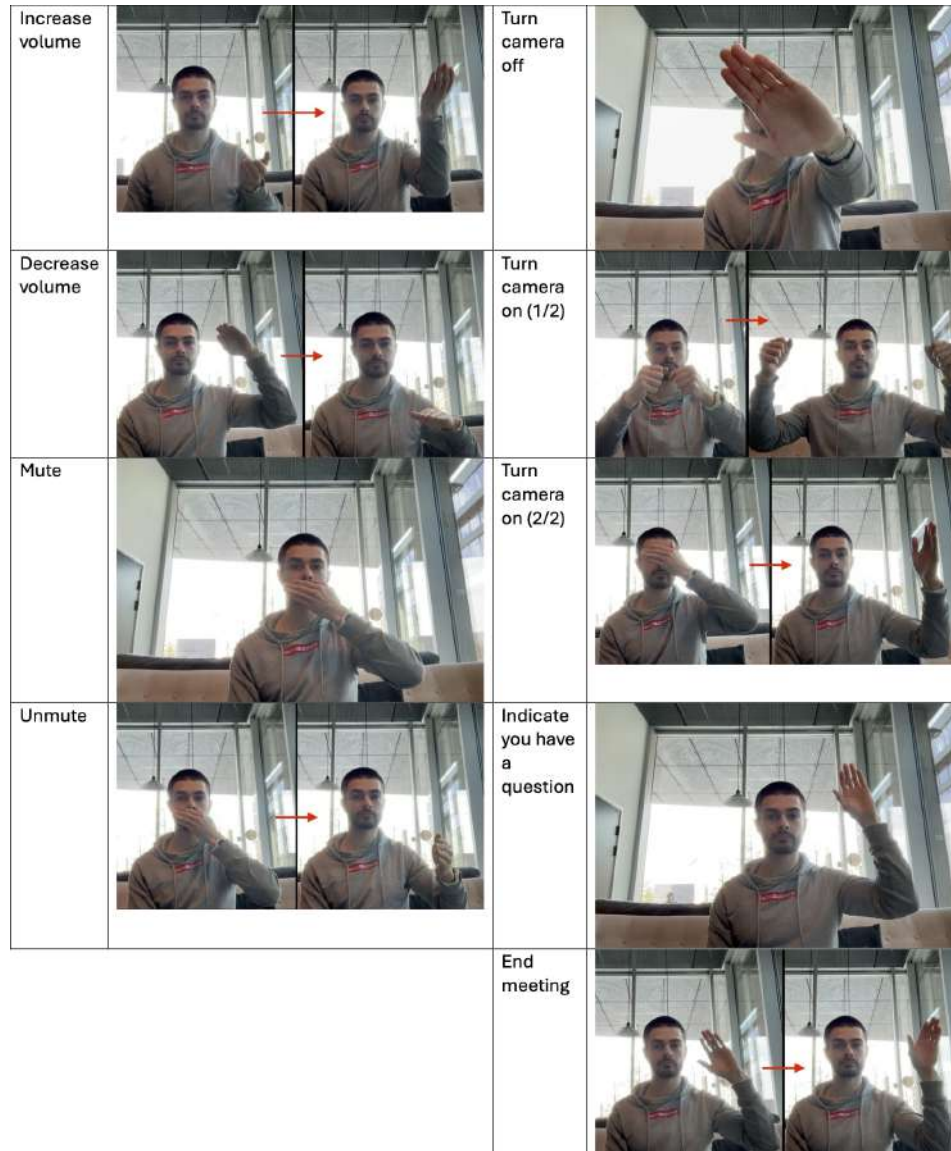 Increase
volume
Turn
camera
off
Decrease
volume
Turn
camera
on (1/2)
Mute
Turn
camera
on (2/2)
Unmute
Indicate
you have
a
question
End
meeting